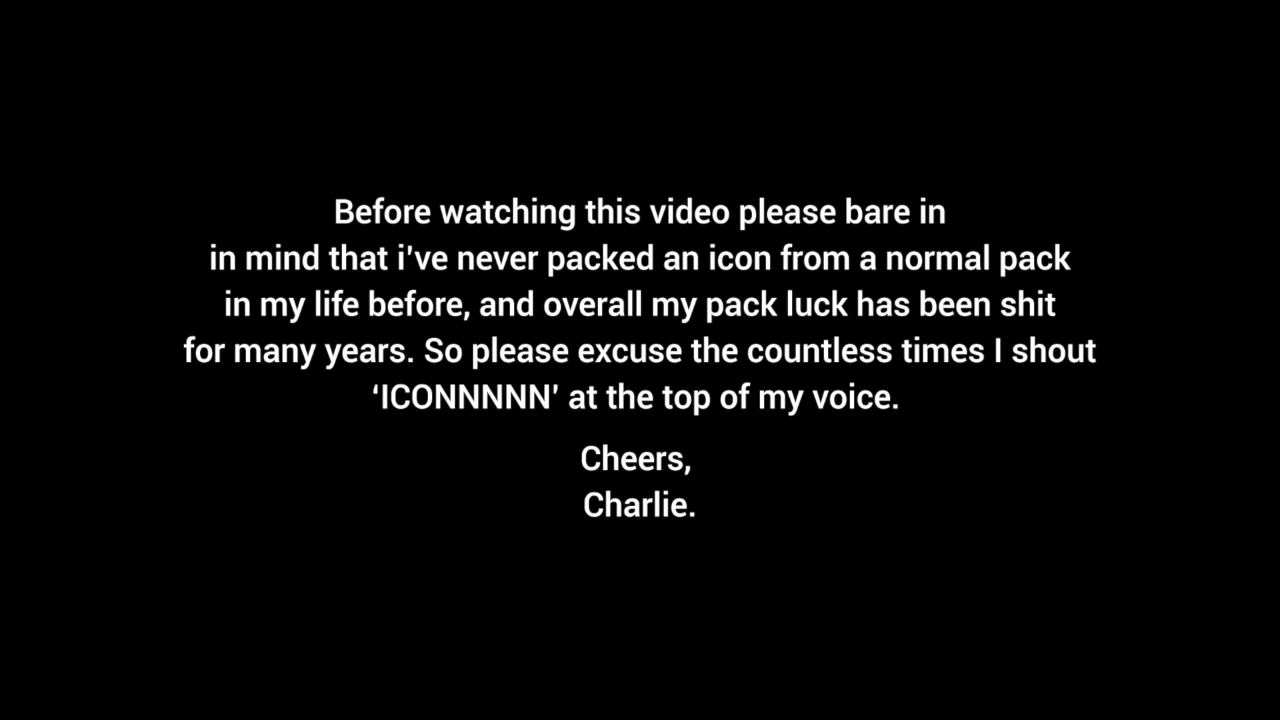 Before watching this video please bare in
in mind that i've never packed an icon from a normal pack
in my life before, and overall my pack luck has been shit
for many years. So please excuse the countless times I shout
‘ICONNNNN’ at the top of my voice.
Cheers,
Charlie.